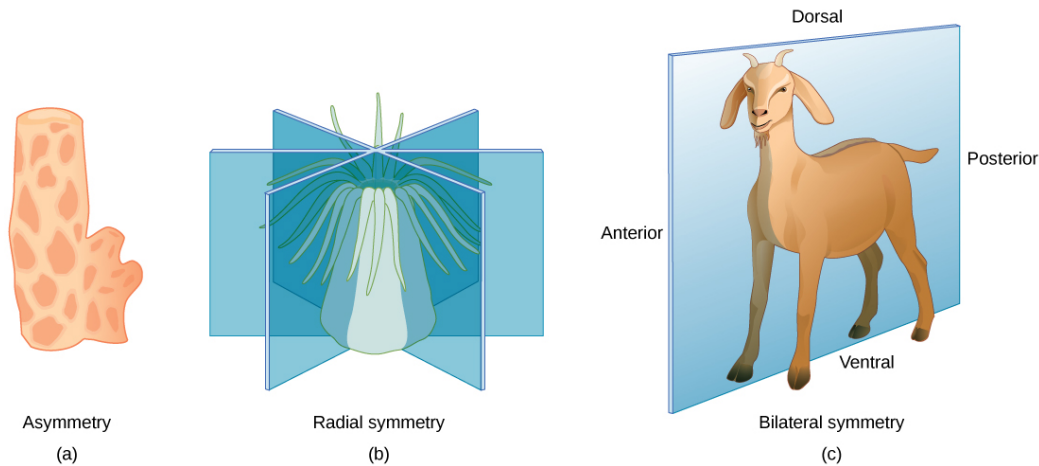 Dorsal
Posterior
Anterior
Ventral
Asymmetry
(a)
Radial symmetry
(b)
Bilateral symmetry
(c)